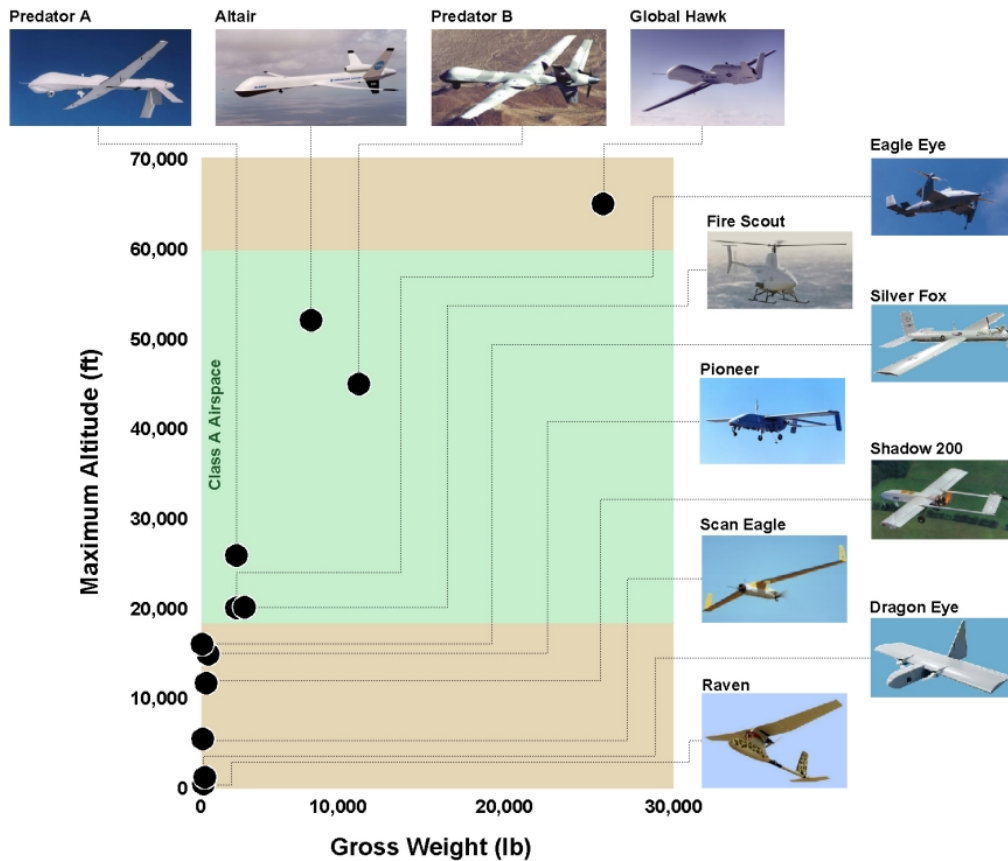 Predator A
Altair
Predator B
Global Hawk
70,000
Eagle Eye
Fire Scout
60,000
Silver Fox
50,000
Pioneer
Maximum Altitude (ft)
Class A Airspace
40,000
Shadow 200
30,000
Scan Eagle
20,000
Dragon Eye
10,000
Raven
0
0
10,000
20,000
30,000
Gross Weight (lb)